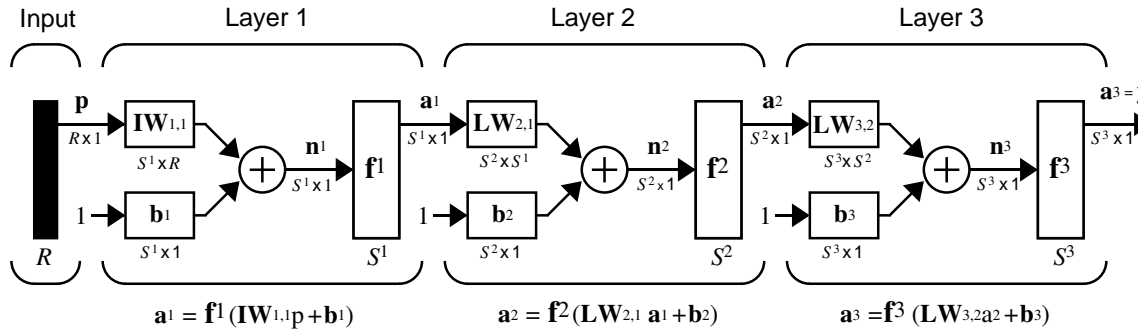 Input Layer 1 Layer 2 Layer 3
p a1 a2 a3 =
IW1,1 LW2,1 LW3,2
R x 1 S1 x 1 S2 x 1 S3 x 1
S1 x R n1 S2 x S1 n2 S3 x S2 n3
f1 f2 f3
+ + +
S1 x 1 S2 x 1 S3 x 1
1 b1 1 b2 1 b3
S1 x 1 S2 x 1 S3 x 1
R S1 S2 S3
a1 = f1 (IW1,1p + b1) a2 = f2 (LW2,1 a1 + b2) a3 = f3 (LW3,2a2 + b3)